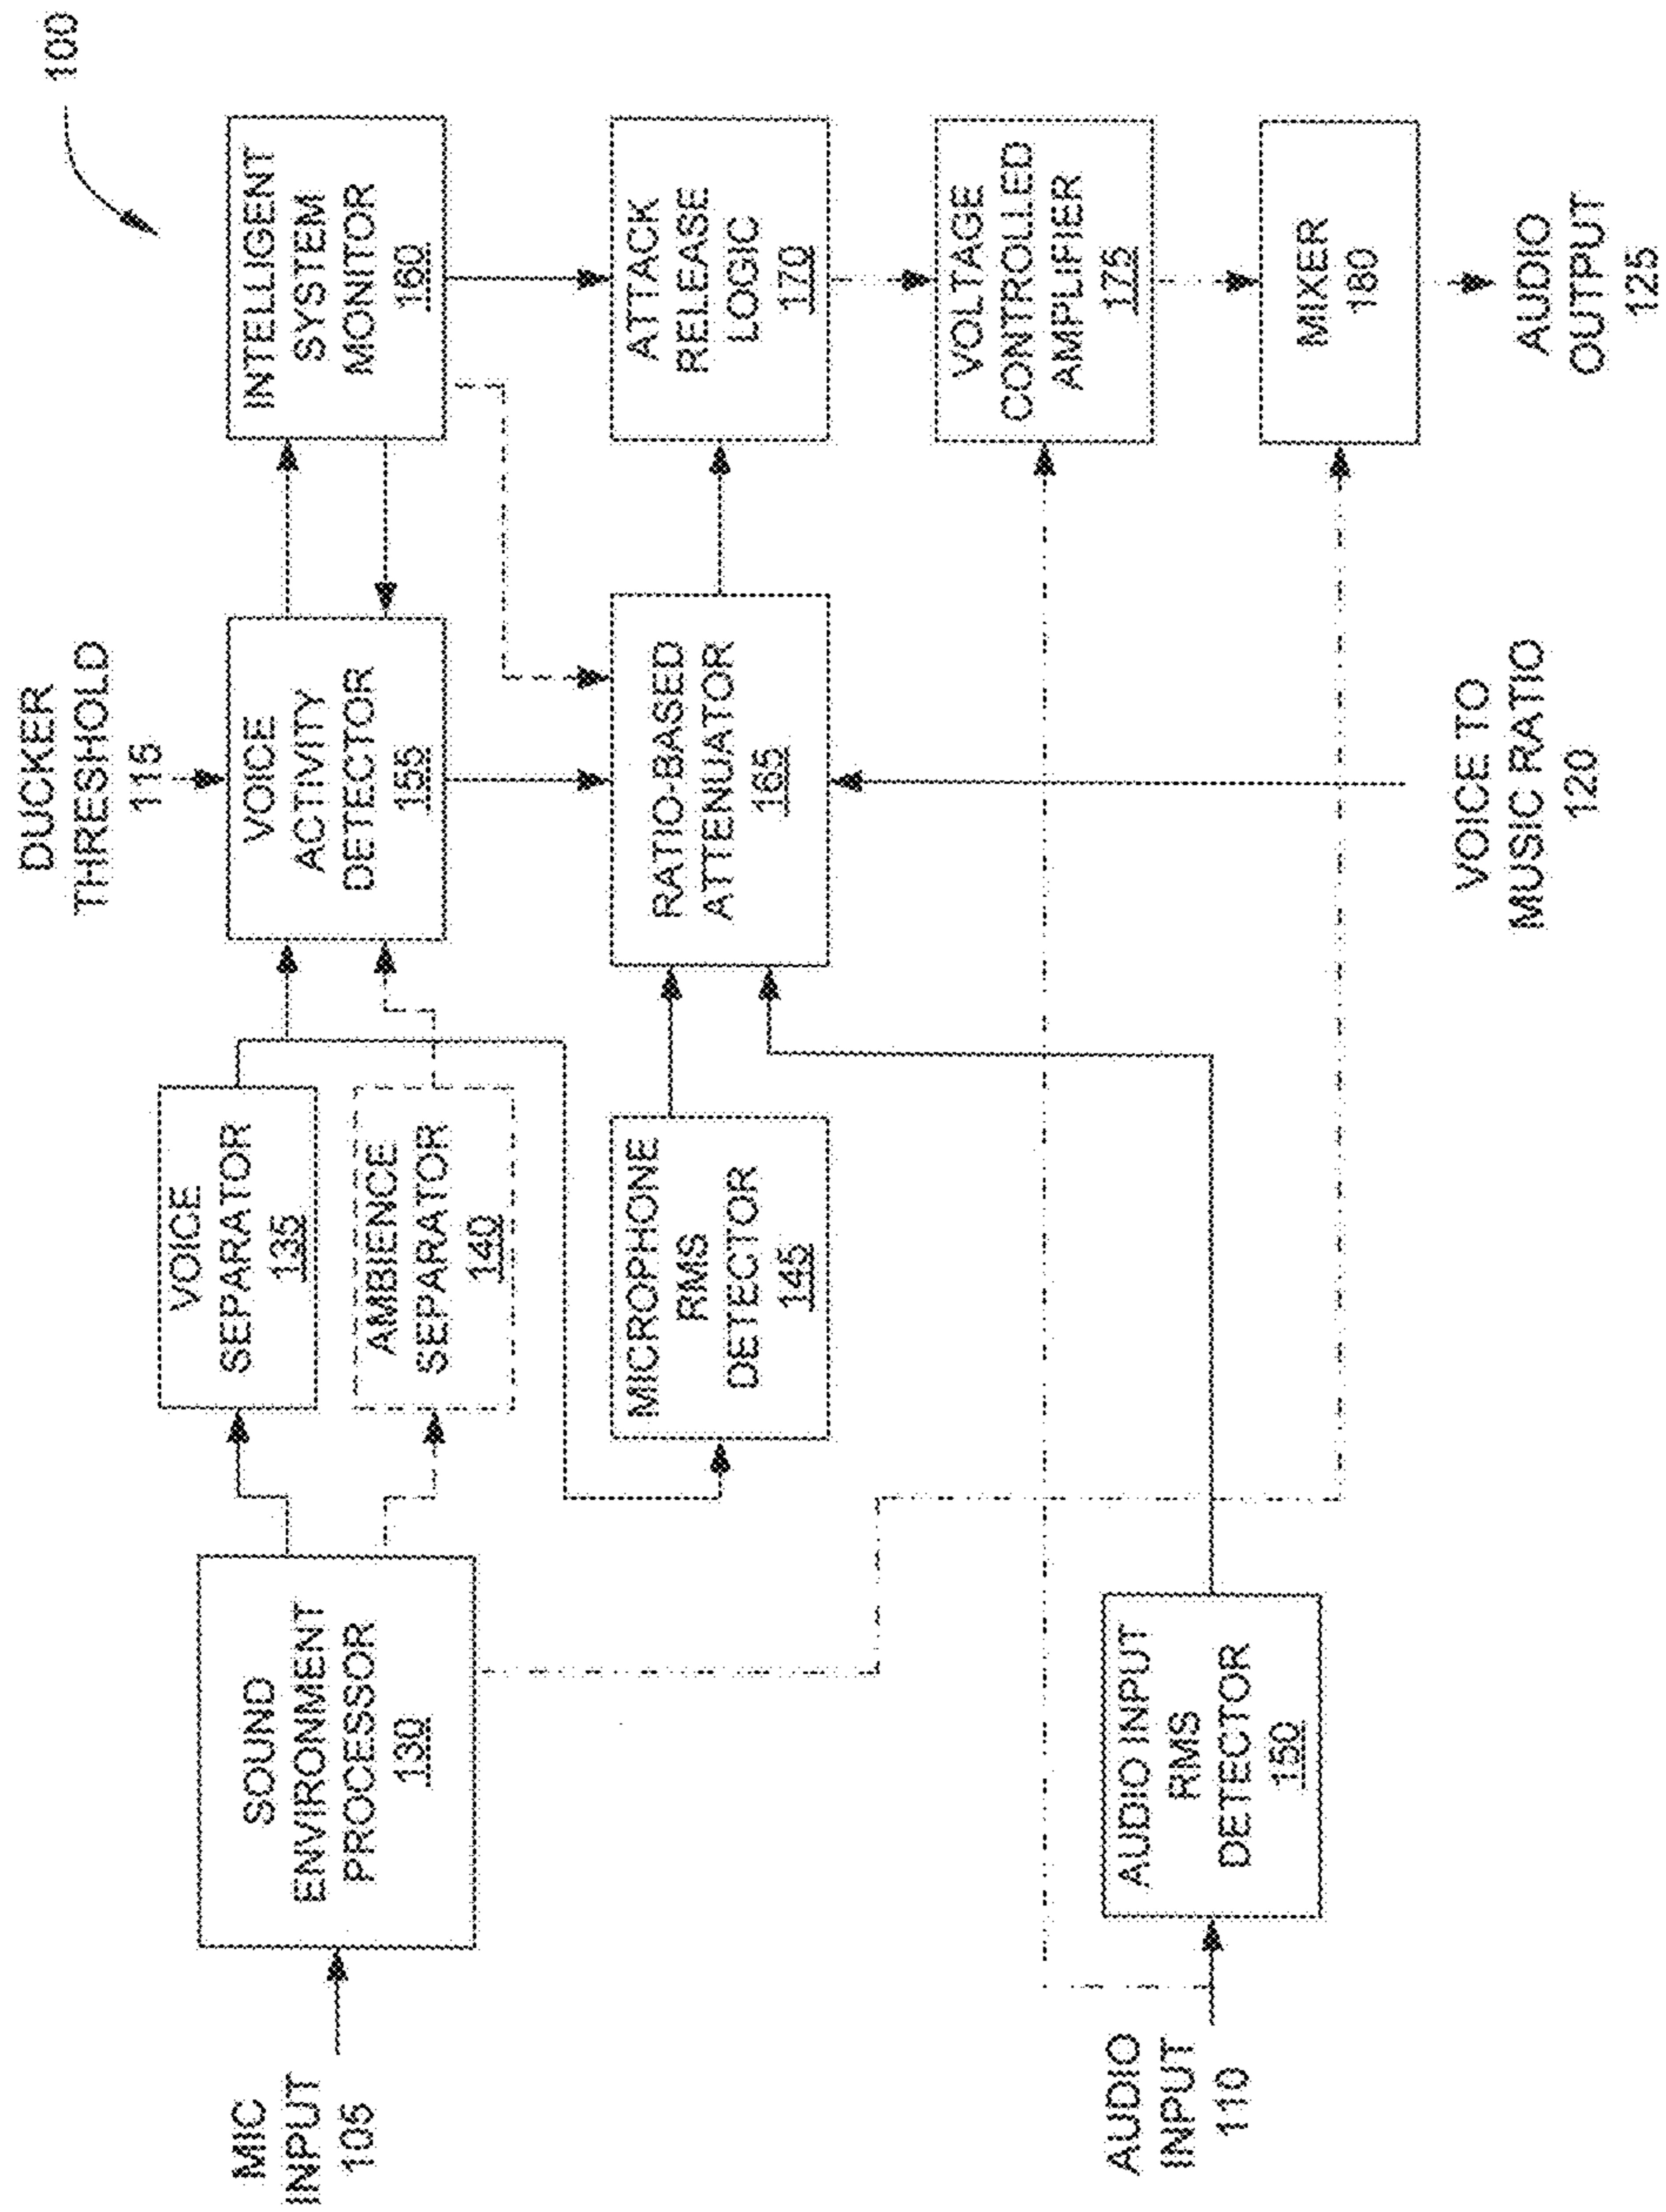 100
DUCKER
THRESHOLD
115
VOICE
SEPARATOR
135
SOUND
ENVIRONMENT
PROCESSOR
130
MIC
INPUT
105
AMBIENCE
SEPARATOR
140
VOICE
ACTIVITY
DETECTOR
155
INTELLIGENT
SYSTEM
MONITOR
160
MICROPHONE
RMS
DETECTOR
145
RATIO-BASED
ATTENUATOR
165
ATTACK
RELEASE
LOGIC
170
VOLTAGE
CONTROLLED
AMPLIFIER
175
AUDIO
INPUT
110
AUDIO INPUT
RMS
DETECTOR
150
MIXER
180
VOICE TO
MUSIC RATIO
120
AUDIO
OUTPUT
125